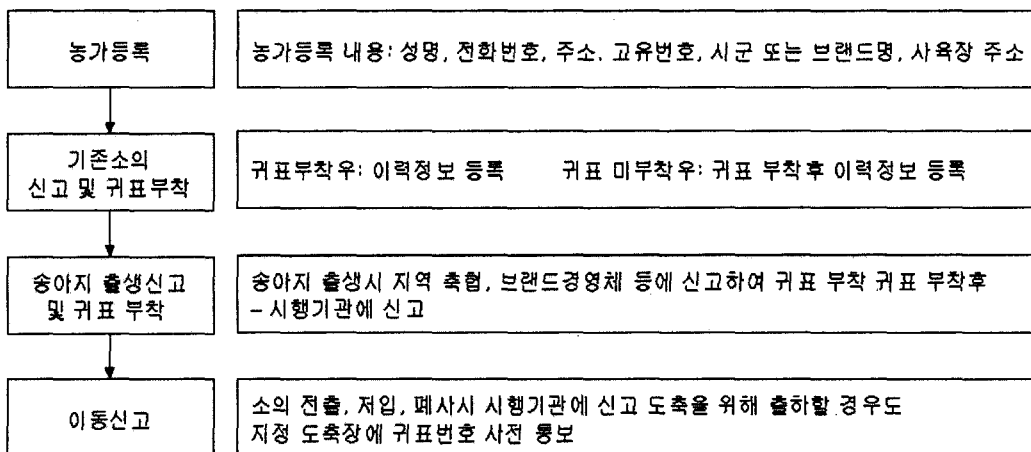 농가등록
농가등록 내용: 성명, 전화번호, 주소. 고유번호, 시군 또는 브랜드명, 사육장 주소
기존소의
신고 및 귀표부착
귀표부착우: 이력정보 등록 귀표 미부착우: 귀표 부착후 이력정보 등록
송아지 출생신고
및 귀표 부착
송아지 출생시 지역 축협, 브랜드경영체 등에 신고하여 귀표 부착 귀표 부착후
– 시행기관에 신고
이동신고
소의 전출, 저입, 폐사시 시행기관에 신고 도축을 위해 출하할 경우도
지정 도축장에 귀표번호 사전 통보